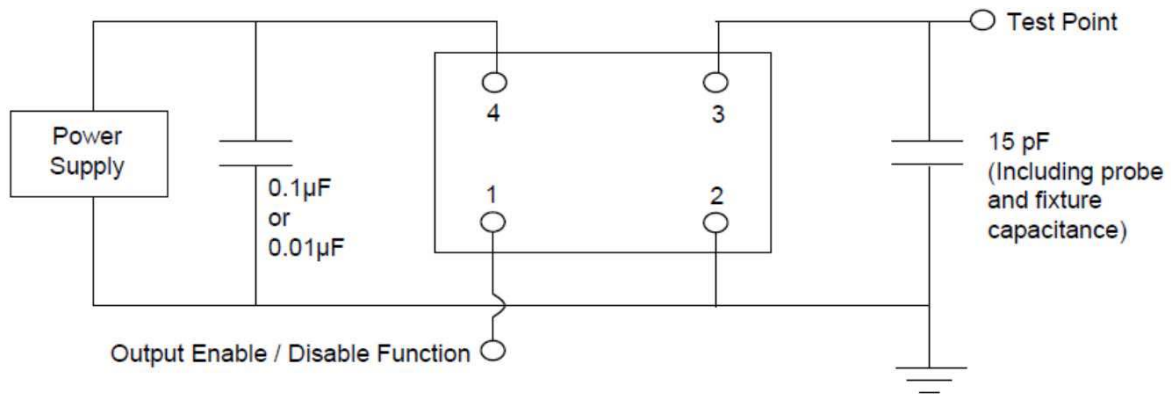 Test Point
4
3
Power
Supply
15 pF
(Including probe
and fixture
capacitance)
0.1µF
or
0.01µF
1
2
Output Enable / Disable Function